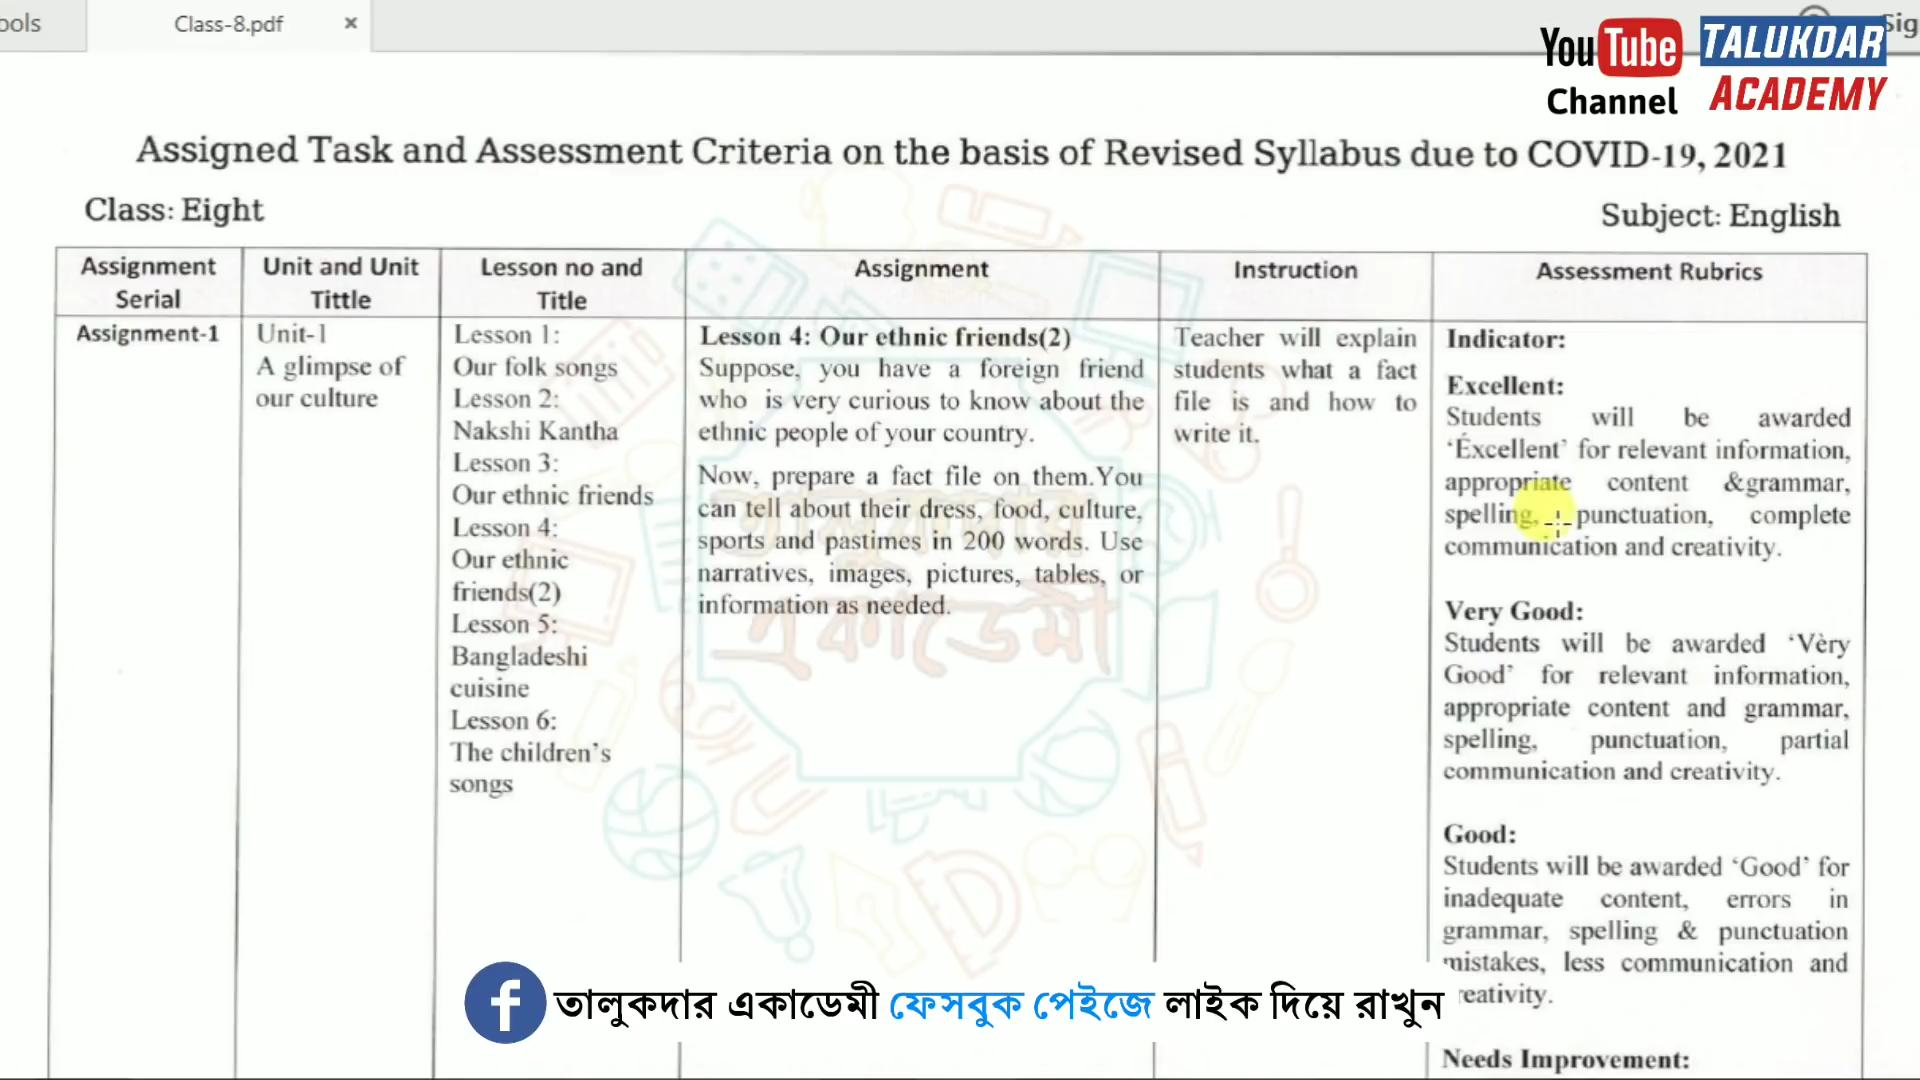 ools
Class-8.pdf
×
Sig
YouTube
Channel
TALUKDAR
ACADEMY
Assigned Task and Assessment Criteria on the basis of Revised Syllabus due to COVID-19, 2021
Class: Eight
Subject: English
Assignment
Serial
Unit and Unit
Tittle
Lesson no and
Title
Assignment
Instruction
Assessment Rubrics
Assignment-1
Unit-1
A glimpse of
our culture
Lesson 1:
Our folk songs
Lesson 2:
Nakshi Kantha
Lesson 3:
Our ethnic friends
Lesson 4:
Our ethnic
friends(2)
Lesson 5:
Bangladeshi
cuisine
Lesson 6:
The children's
songs
Lesson 4: Our ethnic friends(2)
Suppose, you have a foreign friend
who is very curious to know about the
ethnic people of your country.
Now, prepare a fact file on them.You
can tell about their dress, food, culture,
sports and pastimes in 200 words. Use
narratives, images, pictures, tables, or
information as needed.
Teacher will explain
students what a fact
file is and how to
write it.
Indicator:
Excellent:
Students will be awarded
'Excellent' for relevant information,
appropriate content &grammar,
spelling, punctuation, complete
communication and creativity.
Very Good:
Students will be awarded 'Very
Good' for relevant information,
appropriate content and grammar,
spelling, punctuation, partial
communication and creativity.
Good:
Students will be awarded 'Good' for
inadequate content, errors in
grammar, spelling & punctuation
mistakes, less communication and
reativity.
Needs Improvement:
তালুকদার
একাডেমী
তালুকদার একাডেমী ফেসবুক পেইজে লাইক দিয়ে রাখুন